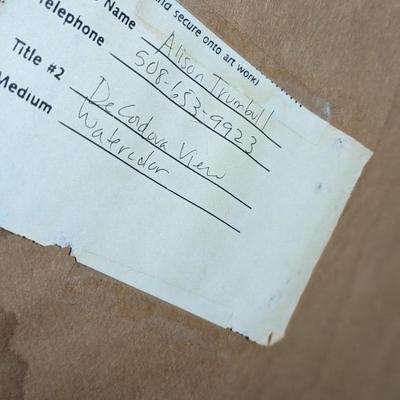 and secure onto art work)
Name Alison Trumbull
Telephone 508-653-9923
Title #2 DeCordova View
Medium Watercolor